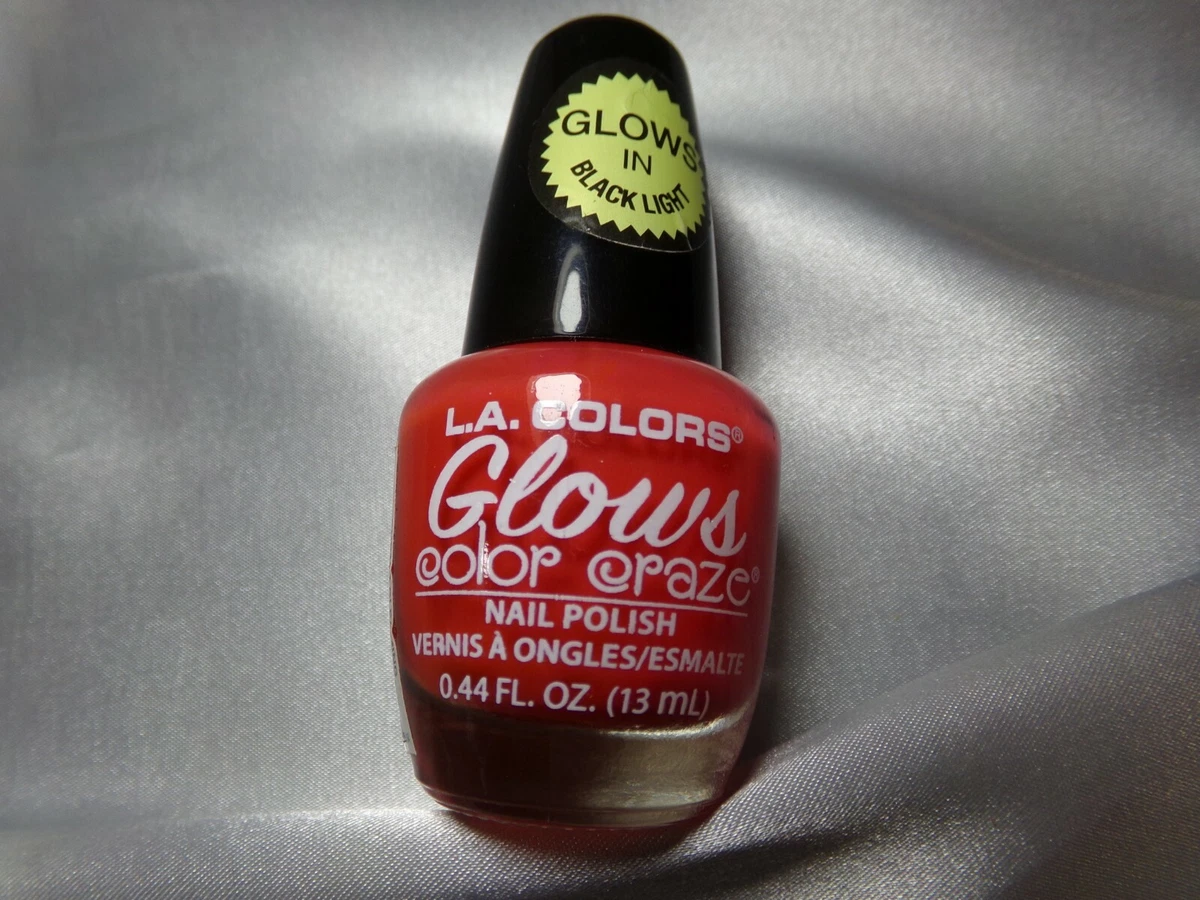 GLOWS
IN
BLACK LIGHT
L.A. COLORS®
Glows
color craze®
NAIL POLISH
VERNIS À ONGLES/ESMALTE
0.44 FL. OZ. (13 mL)